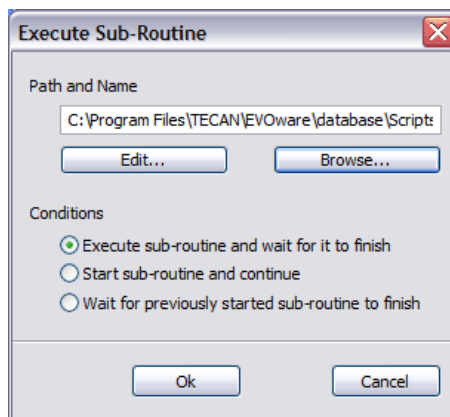 Execute Sub-Routine
Path and Name
C:\Program Files\TECAN\EVOware\database\Scripts
Edit...
Browse...
Conditions
Execute sub-routine and wait for it to finish
Start sub-routine and continue
Wait for previously started sub-routine to finish
Ok
Cancel